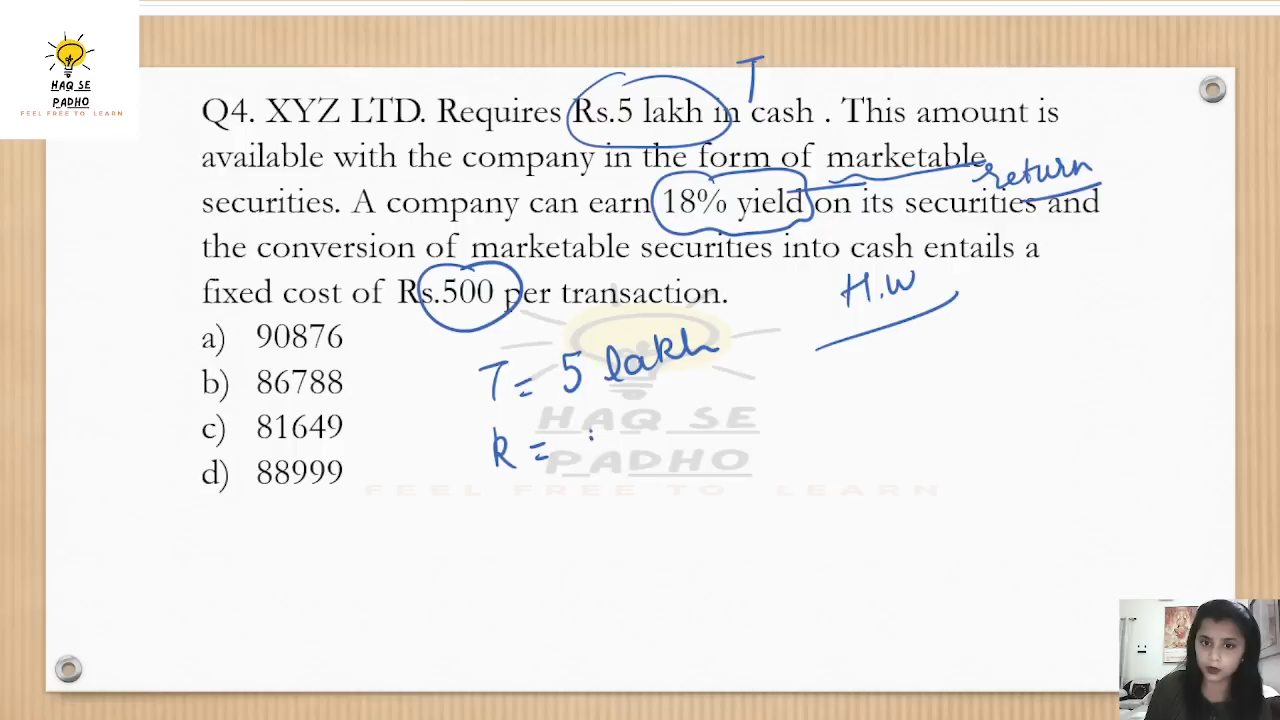 HAQ SE
PADHO
FEEL FREE TO LEARN
T
Q4. XYZ LTD. Requires Rs.5 lakh in cash . This amount is
available with the company in the form of marketable
return
securities. A company can earn 18% yield on its securities and
the conversion of marketable securities into cash entails a
fixed cost of Rs.500 per transaction.
H.W
a) 90876
b) 86788
c) 81649
d) 88999
T = 5 lakh
k =
HAQ SE
PADHO
FEEL FREE TO LEARN